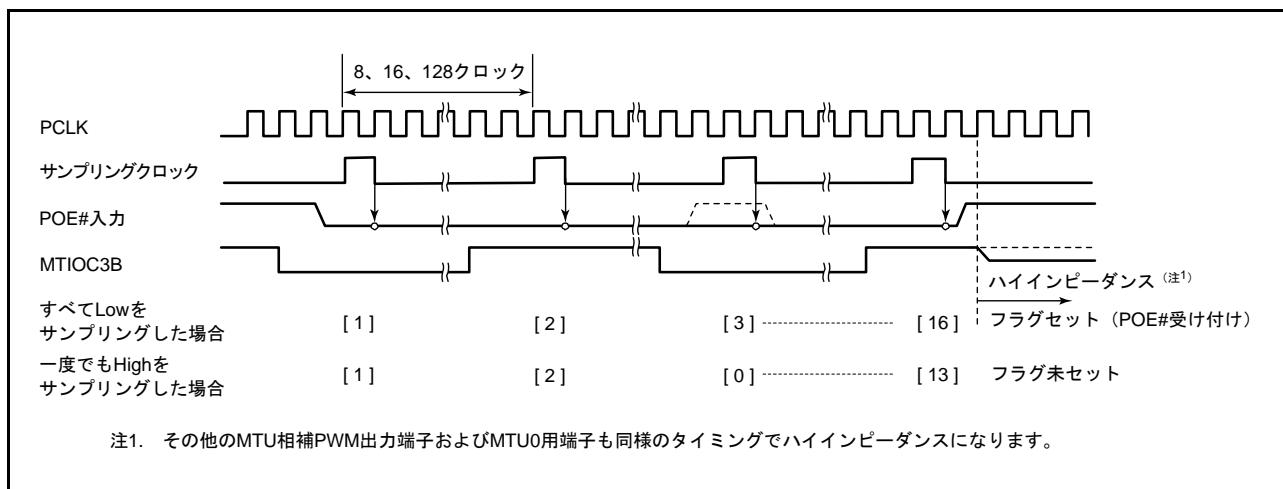 8、16、128クロック
PCLK
サンプリングクロック
POE#入力
MTIOC3B
ハイインピーダンス（注1）
すべてLowを
サンプリングした場合
[ 1 ] [ 2 ] [ 3 ] [ 16 ] フラグセット（POE#受け付け）
一度でもHighを
サンプリングした場合
[ 1 ] [ 2 ] [ 0 ] [ 13 ] フラグ未セット
注1. その他のMTU相補PWM出力端子およびMTU0用端子も同様のタイミングでハイインピーダンスになります。